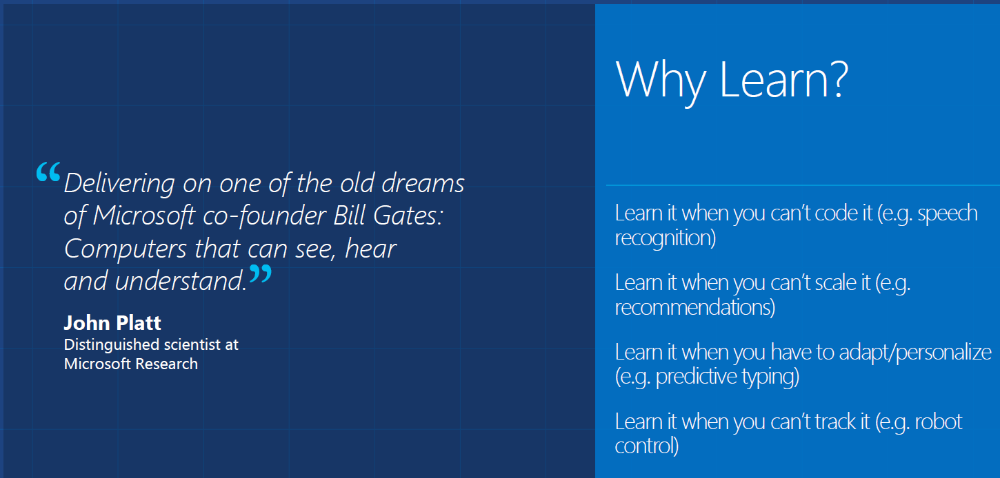 “Delivering on one of the old dreams
of Microsoft co-founder Bill Gates:
Computers that can see, hear
and understand.”
John Platt
Distinguished scientist at
Microsoft Research
Why Learn?
Learn it when you can’t code it (e.g. speech
recognition)
Learn it when you can’t scale it (e.g.
recommendations)
Learn it when you have to adapt/personalize
(e.g. predictive typing)
Learn it when you can’t track it (e.g. robot
control)